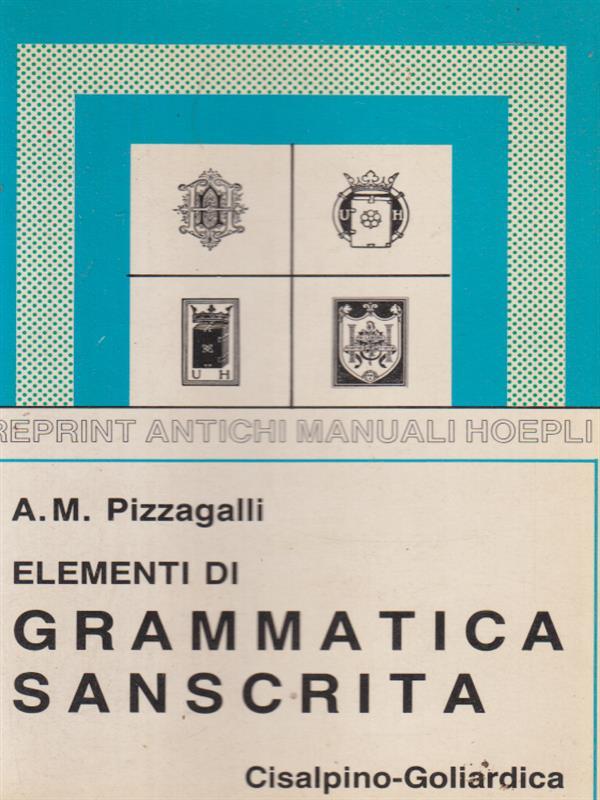 U H
U H
REPRINT ANTICHI MANUALI HOEPLI
A.M. Pizzagalli
ELEMENTI DI
GRAMMATICA
SANSCRITA
Cisalpino-Goliardica